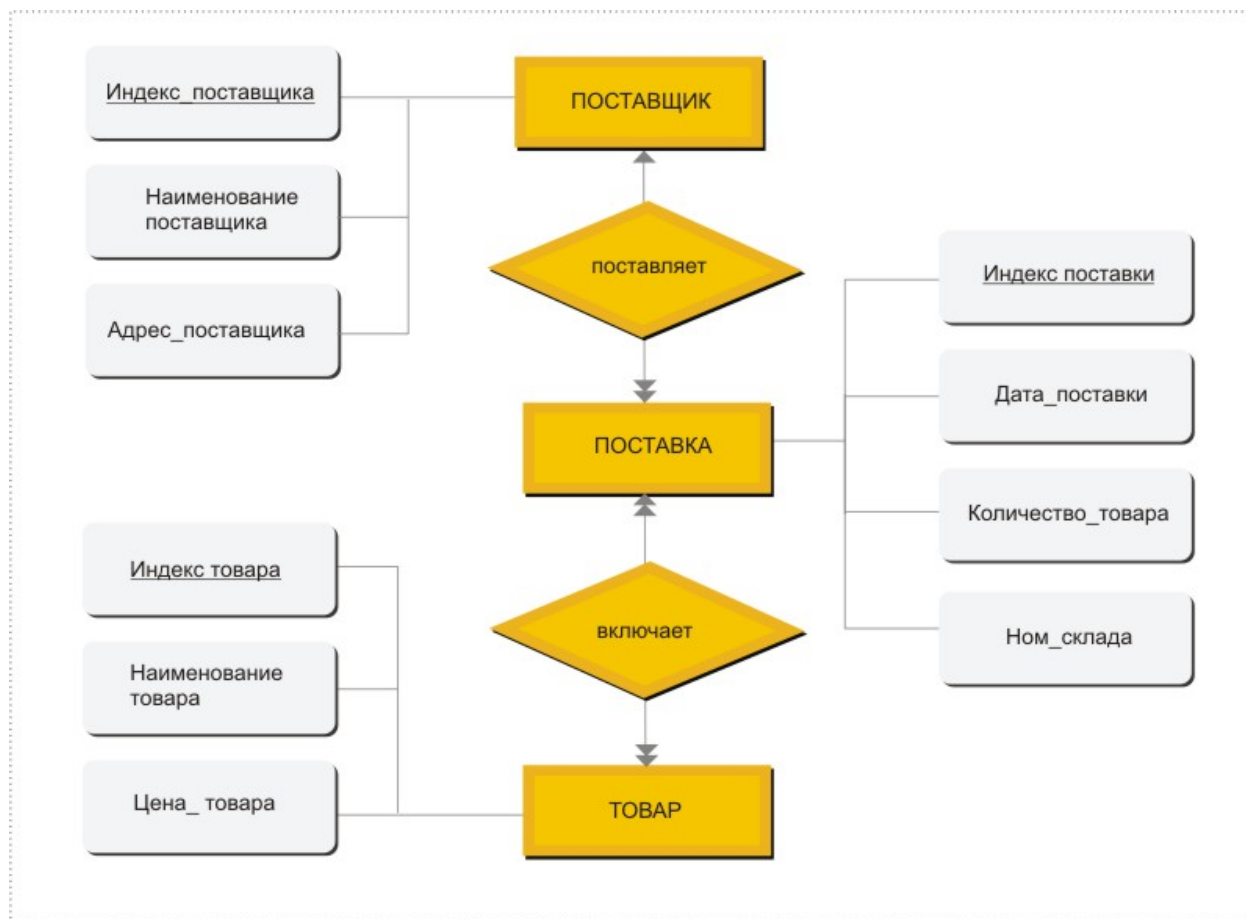 Индекс_поставщика
ПОСТАВЩИК
Наименование
поставщика
поставляет
Индекс поставки
Адрес_поставщика
Дата_поставки
ПОСТАВКА
Количество_товара
Индекс товара
включает
Ном_склада
Наименование
товара
Цена_ товара
ТОВАР